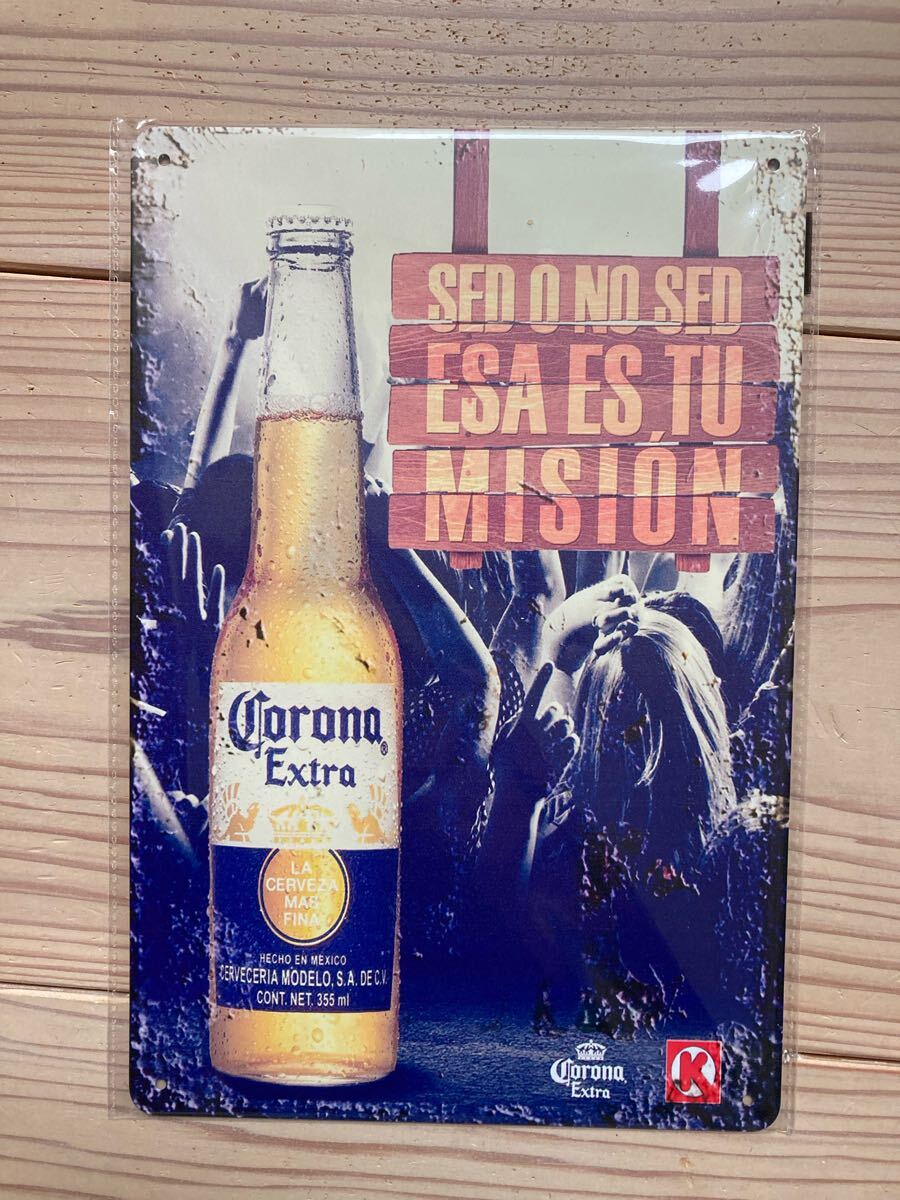 SED O NO SED
ESA ES TU
MISIÓN
Corona®
Extra
LA
CERVEZA
MAS
FINA
HECHO EN MÉXICO
CERVECERIA MODELO, S.A. DE C.V.
CONT. NET. 355 ml
Corona
Extra
K